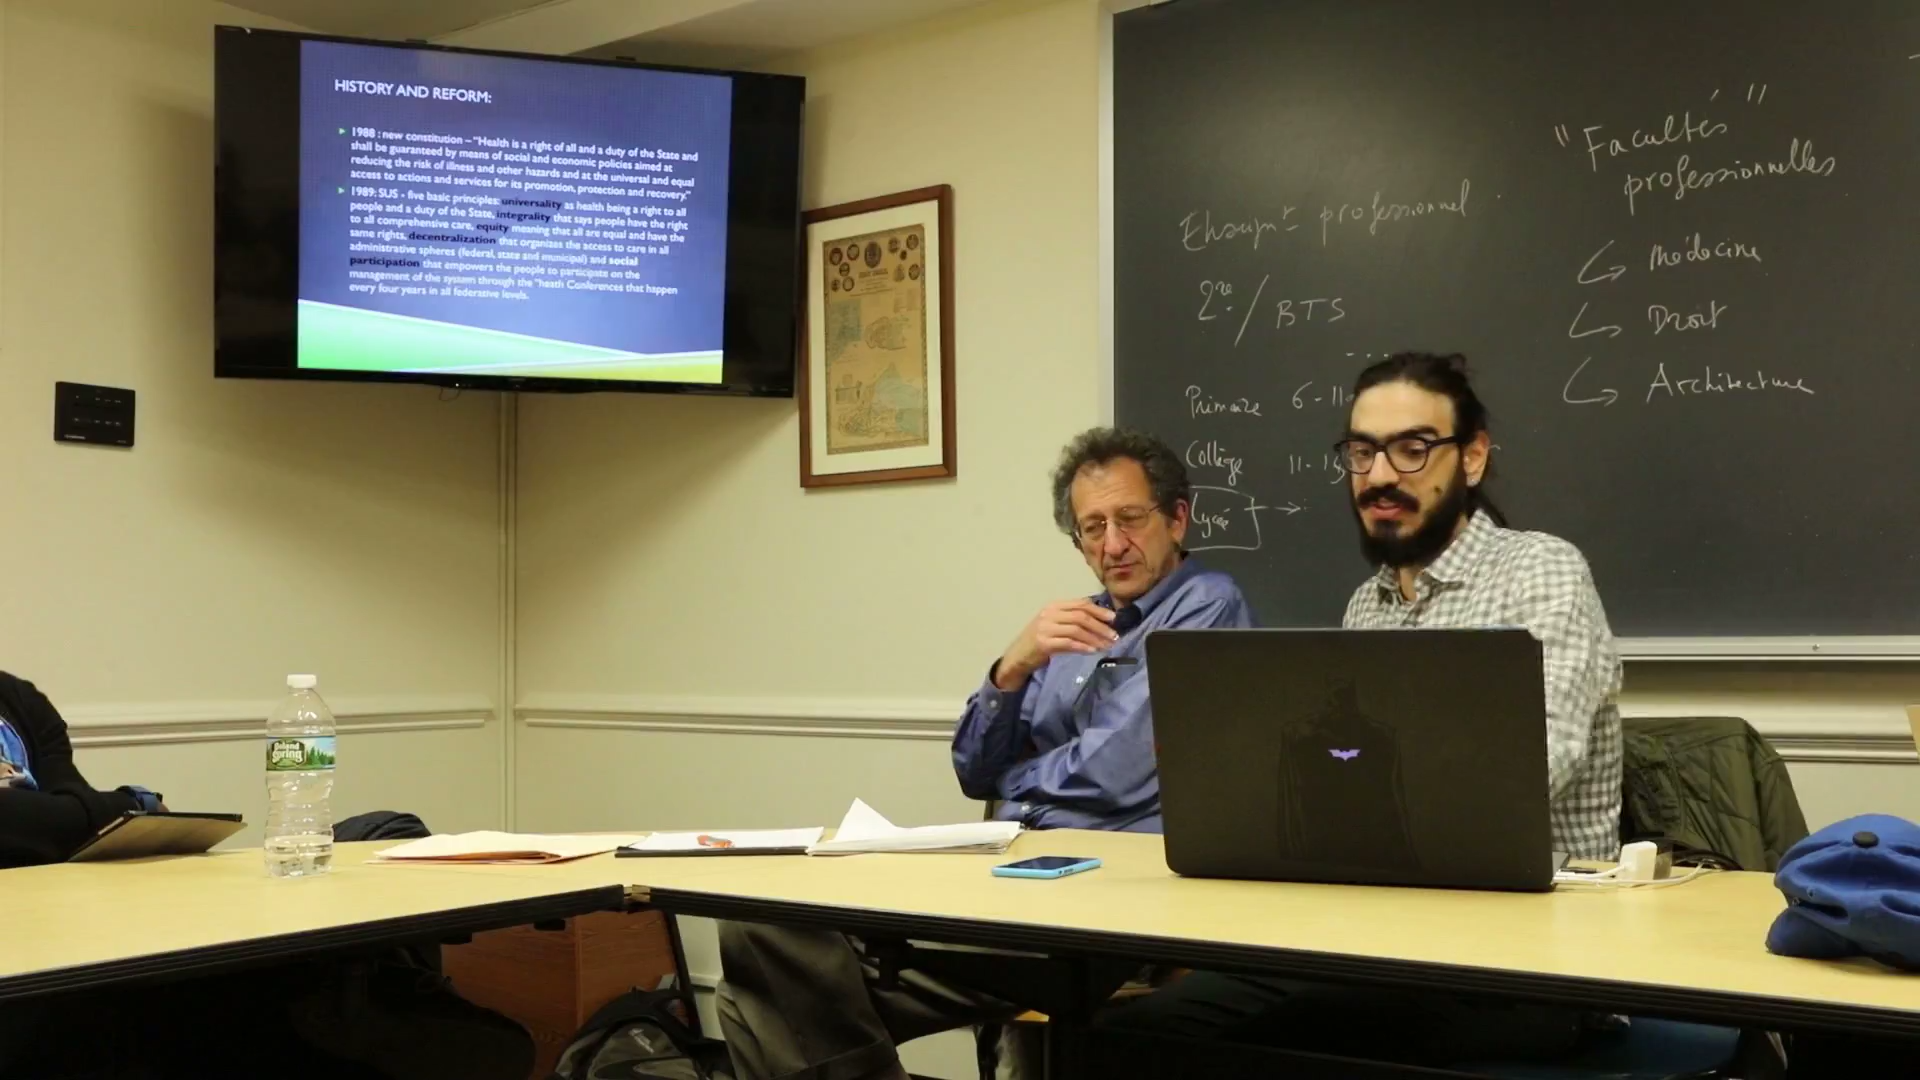 HISTORY AND REFORM:
1988 : new constitution – "Health is a right of all and a duty of the State and
shall be guaranteed by means of social and economic policies aimed at
reducing the risk of illness and other hazards and at the universal and equal
access to actions and services for its promotion, protection and recovery."
1989: SUS - five basic principles: universality as health being a right to all
people and a duty of the State, integrality that says people have the right
to all comprehensive care, equity meaning that all are equal and have the
same rights, decentralization that organizes the access to care in all
administrative spheres (federal, state and municipal) and social
participation that empowers the people to participate on the
management of the system through the "heath Conferences that happen
every four years in all federative levels.
professionnel
2re / BTS
Primaire 6 - 11
Collège 11 -
Lycée
"Facultés"
professionnelles
Médecine
Droit
Architecture
Poland
Spring